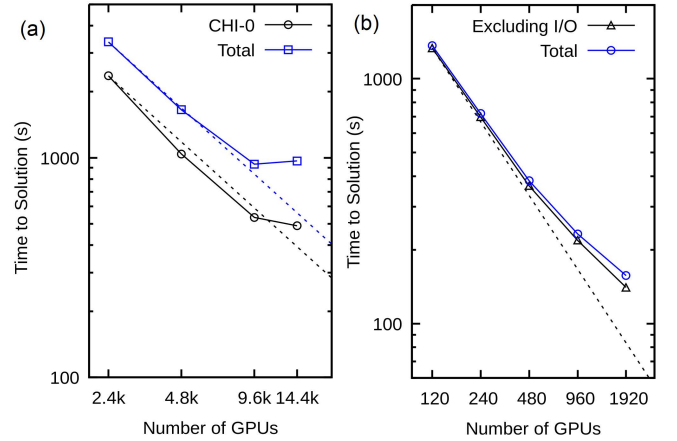 (a)
CHI-0
Total
1000
100
2.4k 4.8k 9.6k 14.4k
Time to Solution (s)
Number of GPUs
(b)
Excluding I/O
Total
1000
100
120 240 480 960 1920
Time to Solution (s)
Number of GPUs